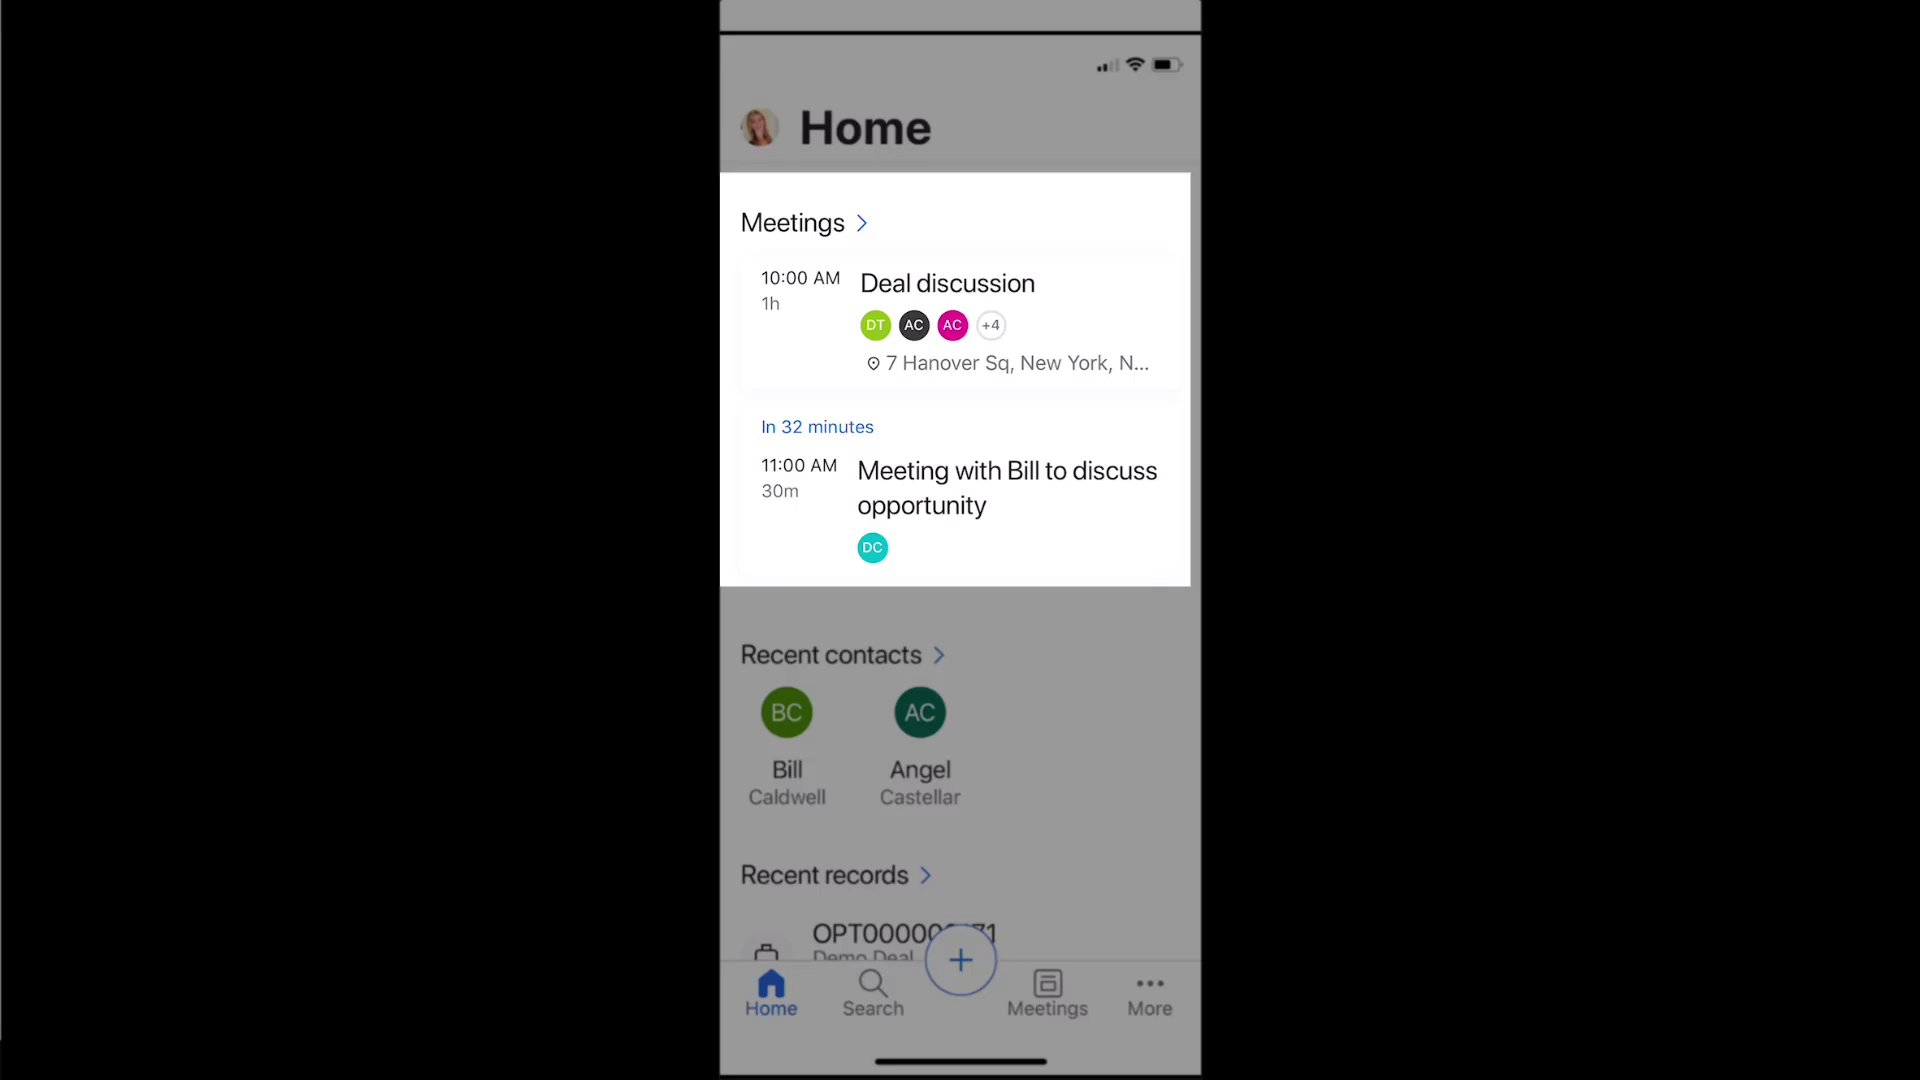 Home
Meetings
10:00 AM
1h
Deal discussion
DT AC AC +4
7 Hanover Sq, New York, N...
In 32 minutes
11:00 AM
30m
Meeting with Bill to discuss
opportunity
DC
Recent contacts
BC AC
Bill Angel
Caldwell Castellar
Recent records
Demo Deal
Home Search Meetings More